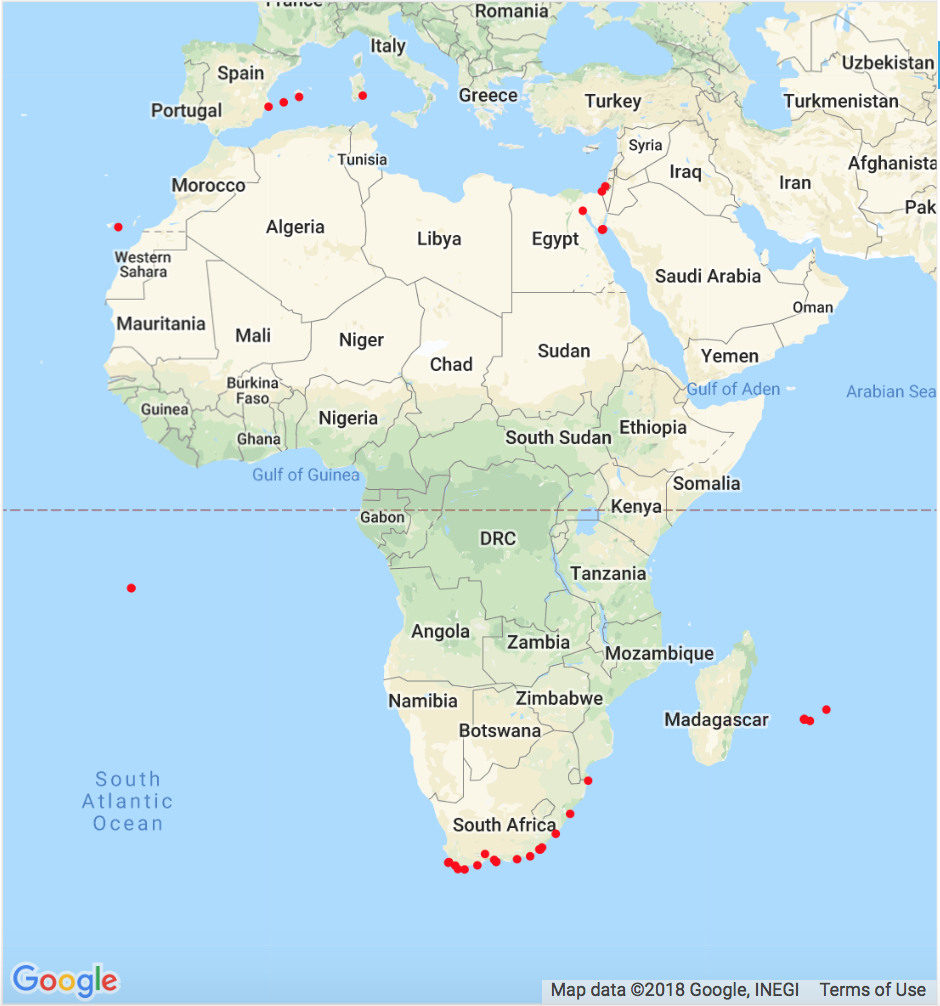 France
Romania
Italy
Uzbekistan
Spain
Greece
Turkey
Turkmenistan
Portugal
Syria
Tunisia
Afghanista
Iraq
Iran
Morocco
Pak
Algeria
Libya
Egypt
Western
Sahara
Saudi Arabia
Oman
Mauritania
Mali
Niger
Chad
Sudan
Yemen
Burkina
Faso
Gulf of Aden
Arabian Sea
Guinea
Nigeria
Ethiopia
Ghana
South Sudan
Gulf of Guinea
Somalia
Kenya
Gabon
DRC
Tanzania
Angola
Zambia
Mozambique
Namibia
Zimbabwe
Madagascar
Botswana
South
Atlantic
Ocean
South Africa
Google
Map data ©2018 Google, INEGI Terms of Use